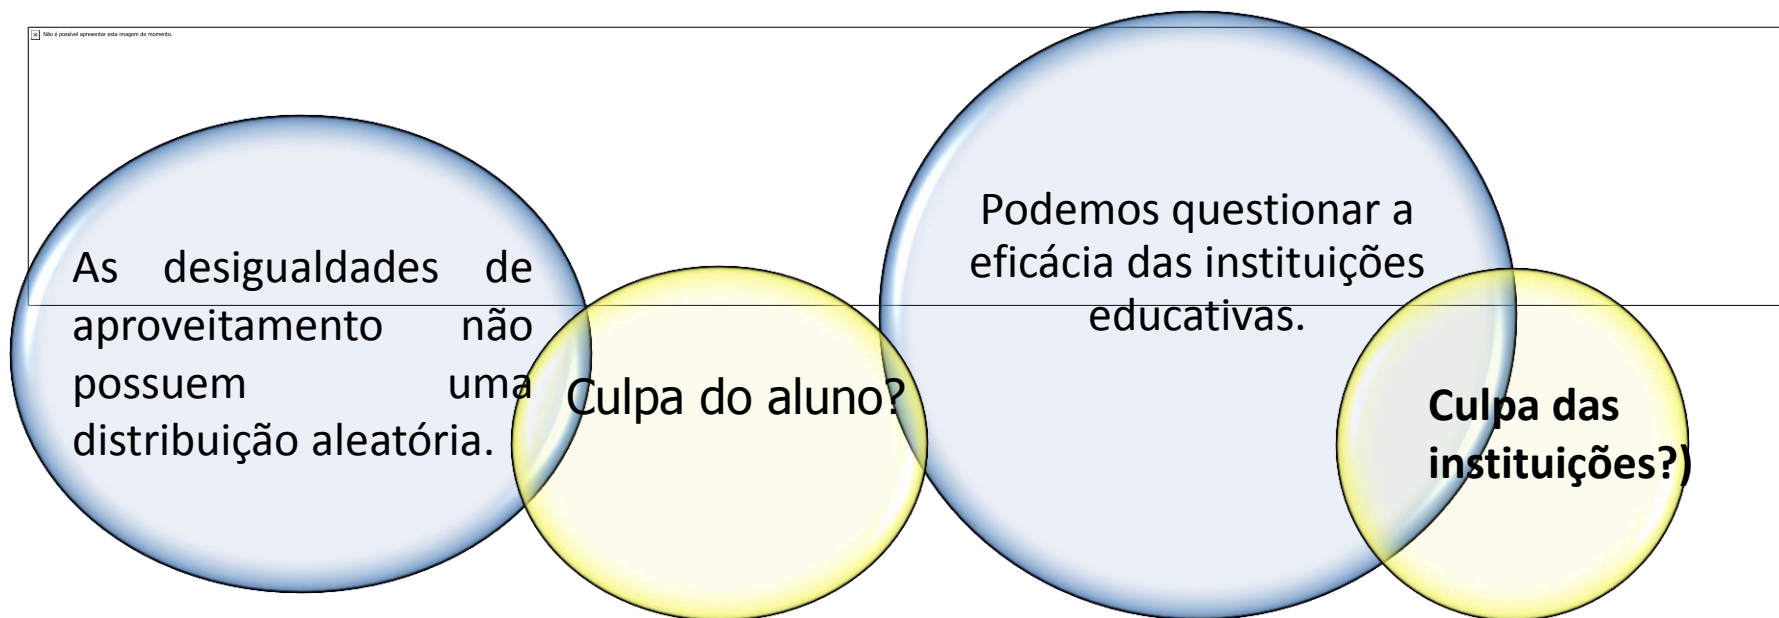 Não é possível apresentar esta imagem de momento.
As desigualdades de
aproveitamento não
possuem uma
distribuição aleatória.
Culpa do aluno?
Podemos questionar a
eficácia das instituições
educativas.
Culpa das
instituições?)